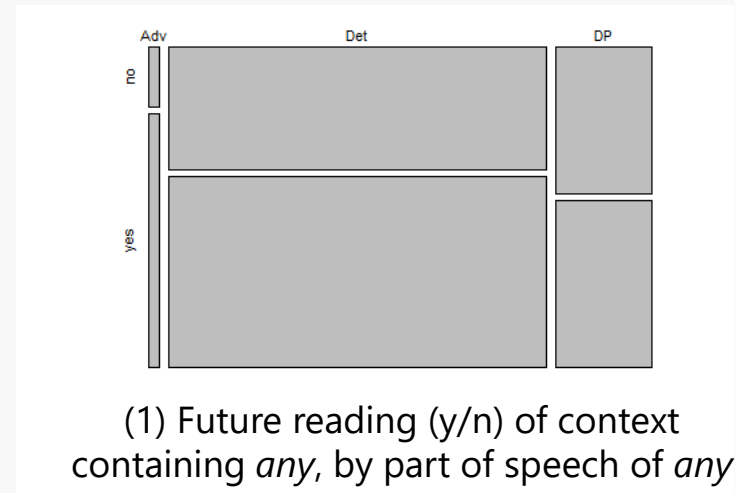 Adv Det DP
no
yes
(1) Future reading (y/n) of context
containing any, by part of speech of any